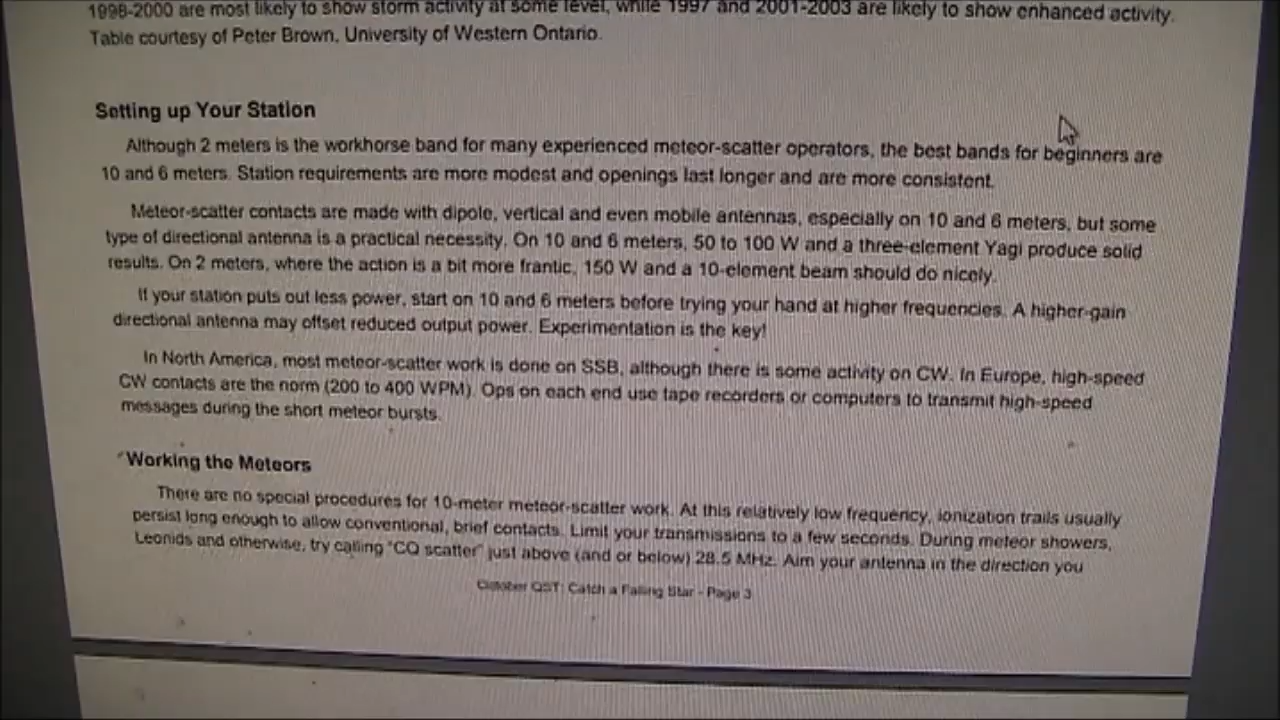 1998-2000 are most likely to show storm activity at some level, while 1997 and 2001-2003 are likely to show enhanced activity.
Table courtesy of Peter Brown, University of Western Ontario.
Setting up Your Station
Although 2 meters is the workhorse band for many experienced meteor-scatter operators, the best bands for beginners are
10 and 6 meters. Station requirements are more modest and openings last longer and are more consistent.
Meteor-scatter contacts are made with dipole, vertical and even mobile antennas, especially on 10 and 6 meters, but some
type of directional antenna is a practical necessity. On 10 and 6 meters, 50 to 100 W and a three-element Yagi produce solid
results. On 2 meters, where the action is a bit more frantic, 150 W and a 10-element beam should do nicely.
If your station puts out less power, start on 10 and 6 meters before trying your hand at higher frequencies. A higher-gain
directional antenna may offset reduced output power. Experimentation is the key!
In North America, most meteor-scatter work is done on SSB, although there is some activity on CW. In Europe, high-speed
CW contacts are the norm (200 to 400 WPM). Ops on each end use tape recorders or computers to transmit high-speed
messages during the short meteor bursts.
Working the Meteors
There are no special procedures for 10-meter meteor-scatter work. At this relatively low frequency, ionization trails usually
persist long enough to allow conventional, brief contacts. Limit your transmissions to a few seconds. During meteor showers,
Leonids and otherwise, try calling "CQ scatter" just above (and or below) 28.5 MHz. Aim your antenna in the direction you
October QST: Catch a Falling Star - Page 3